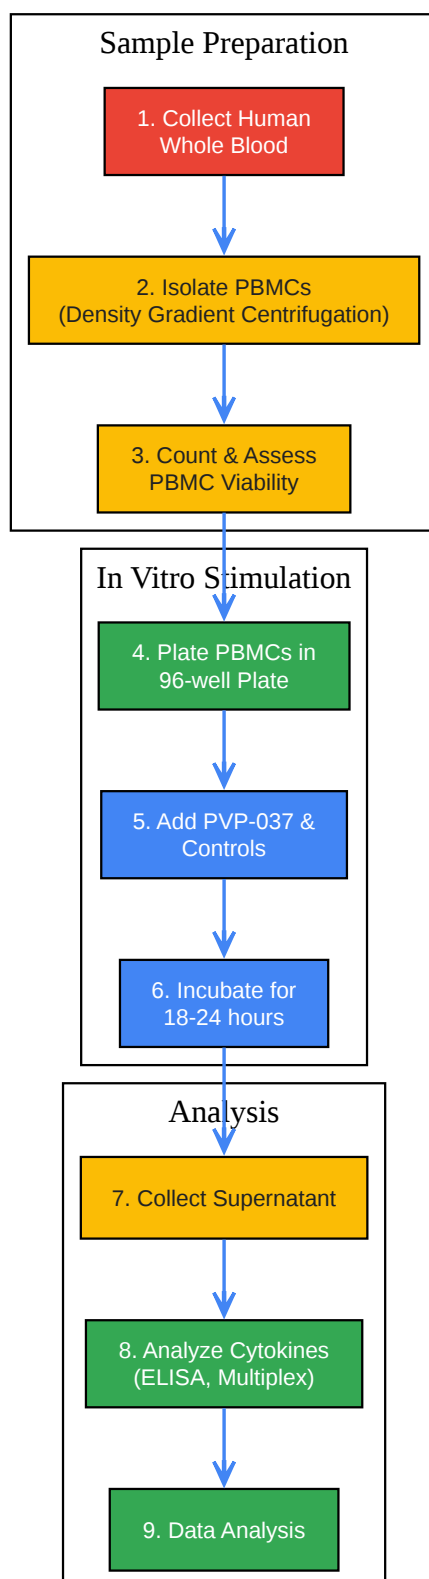 Sample Preparation
1. Collect Human
Whole Blood
2. Isolate PBMCs
(Density Gradient Centrifugation)
3. Count & Assess
PBMC Viability
In Vitro Stimulation
4. Plate PBMCs in
96-well Plate
5. Add PVP-037 &
Controls
6. Incubate for
18-24 hours
Analysis
7. Collect Supernatant
8. Analyze Cytokines
(ELISA, Multiplex)
9. Data Analysis